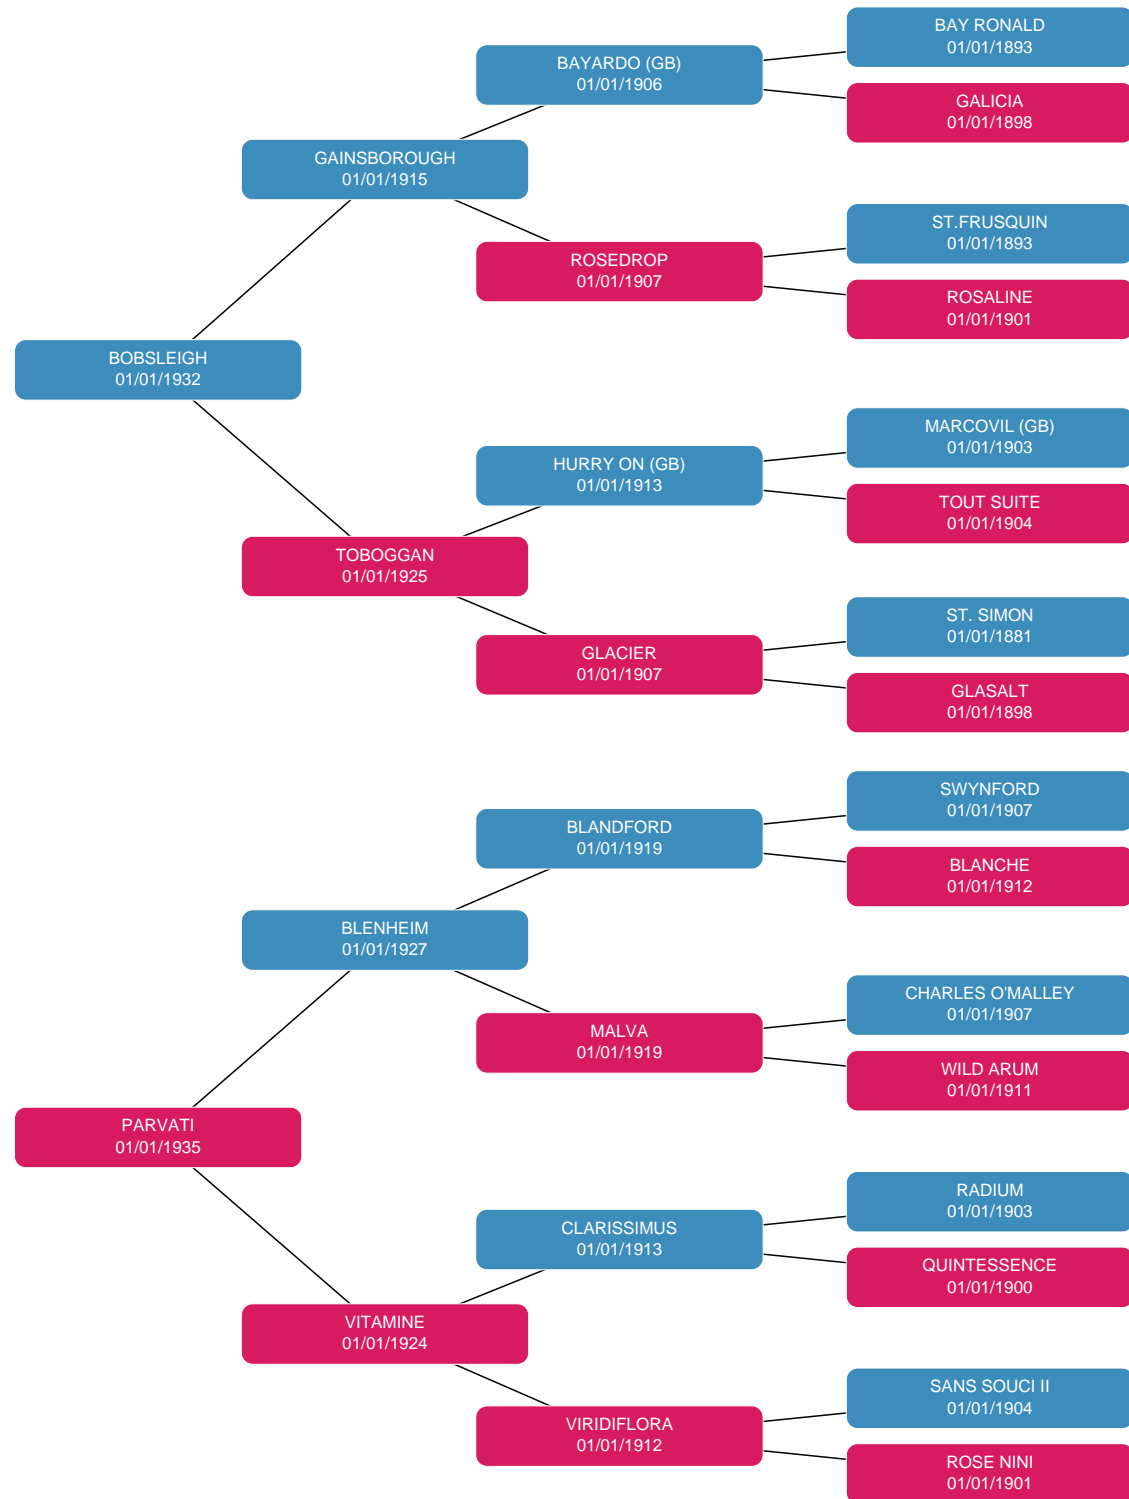 BAY RONALD
01/01/1893
BAYARDO (GB)
01/01/1906
GALICIA
01/01/1898
GAINSBOROUGH
01/01/1915
ST.FRUSQUIN
01/01/1893
ROSEDROP
01/01/1907
ROSALINE
01/01/1901
BOBSLEIGH
01/01/1932
MARCOVIL (GB)
01/01/1903
HURRY ON (GB)
01/01/1913
TOUT SUITE
01/01/1904
TOBOGGAN
01/01/1925
ST. SIMON
01/01/1881
GLACIER
01/01/1907
GLASALT
01/01/1898
SWYNFORD
01/01/1907
BLANDFORD
01/01/1919
BLANCHE
01/01/1912
BLENHEIM
01/01/1927
CHARLES O'MALLEY
01/01/1907
MALVA
01/01/1919
WILD ARUM
01/01/1911
PARVATI
01/01/1935
RADIUM
01/01/1903
CLARISSIMUS
01/01/1913
QUINTESSENCE
01/01/1900
VITAMINE
01/01/1924
SANS SOUCI II
01/01/1904
VIRIDIFLORA
01/01/1912
ROSE NINI
01/01/1901